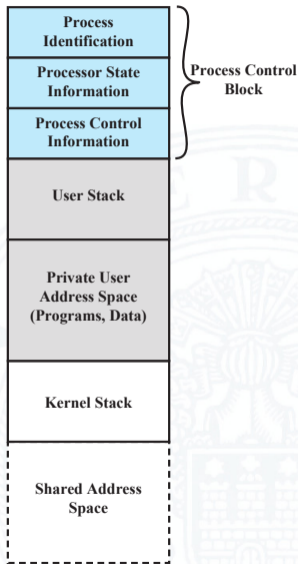 Process
Identification
Processor State
Information
Process Control
Information
Process Control
Block
User Stack
Private User
Address Space
(Programs, Data)
Kernel Stack
Shared Address
Space
E R